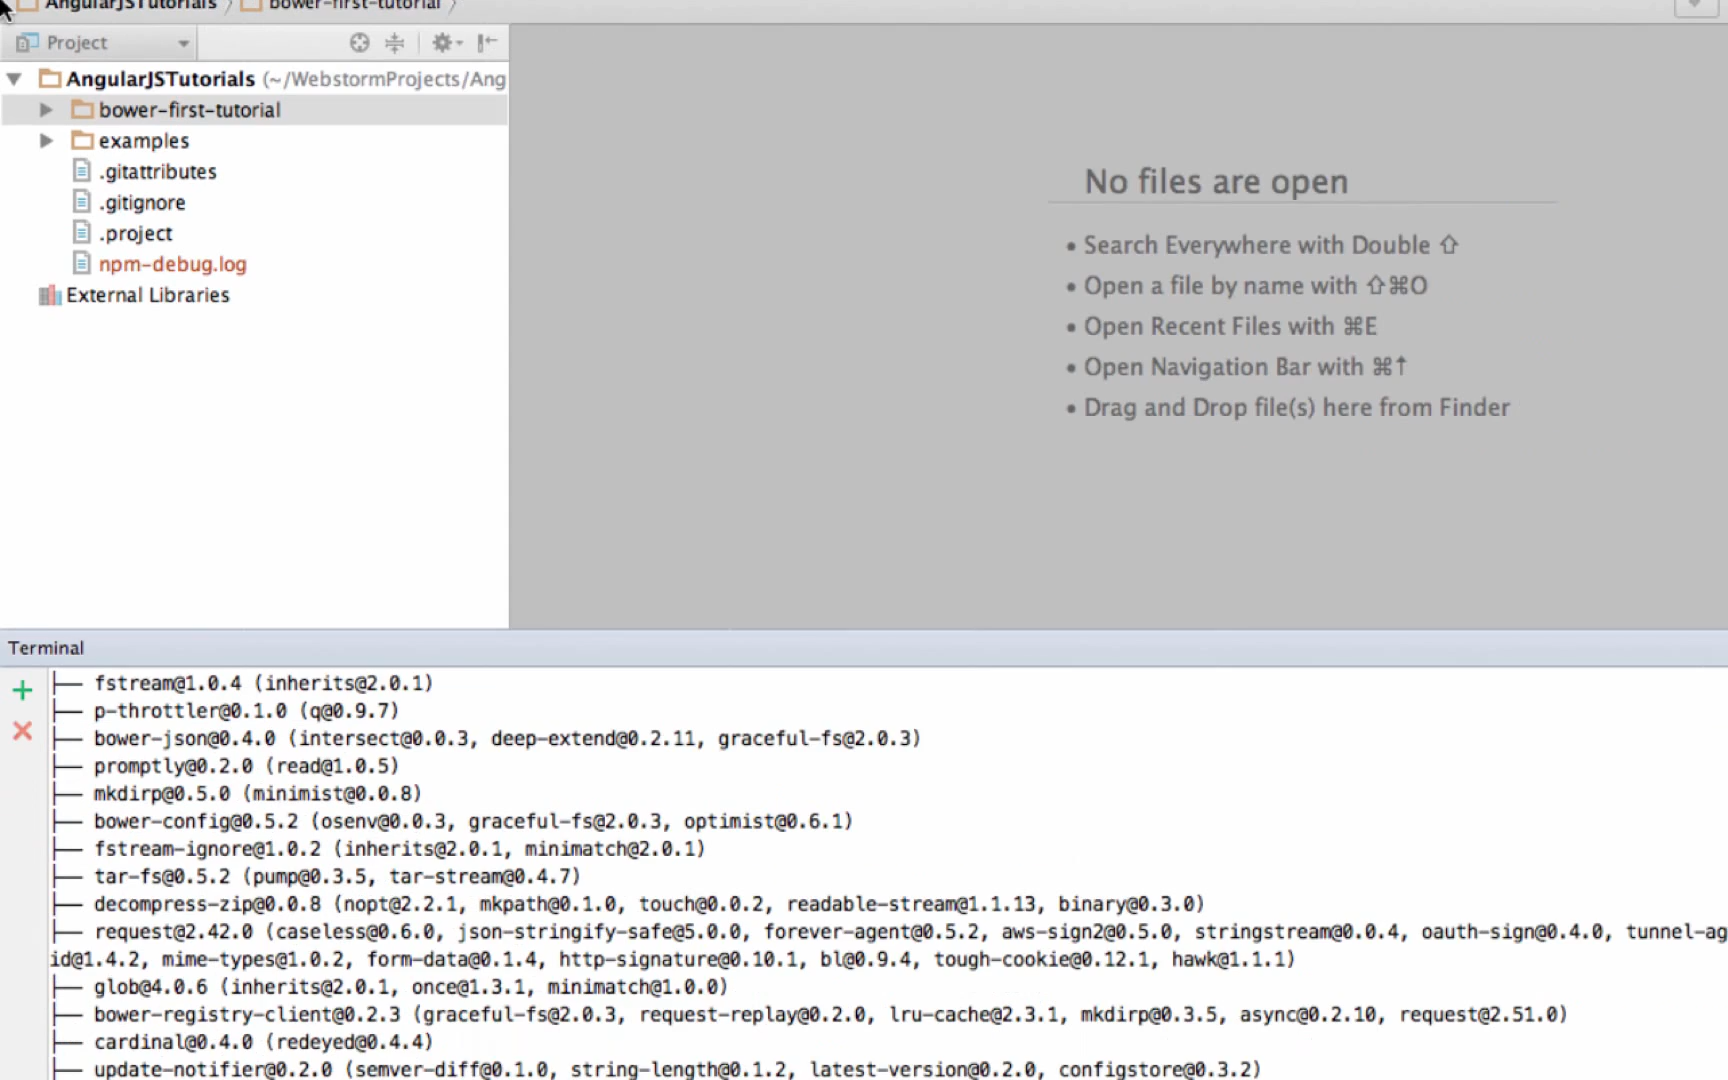 AngularJSTutorials bower-first-tutorial
Project
AngularJSTutorials (~/WebstormProjects/Ang
bower-first-tutorial
examples
.gitattributes
.gitignore
.project
npm-debug.log
External Libraries
No files are open
• Search Everywhere with Double ⇧
• Open a file by name with ⇧⌘O
• Open Recent Files with ⌘E
• Open Navigation Bar with ⌘↑
• Drag and Drop file(s) here from Finder
Terminal
├── fstream@1.0.4 (inherits@2.0.1)
├── p-throttler@0.1.0 (q@0.9.7)
├── bower-json@0.4.0 (intersect@0.0.3, deep-extend@0.2.11, graceful-fs@2.0.3)
├── promptly@0.2.0 (read@1.0.5)
├── mkdirp@0.5.0 (minimist@0.0.8)
├── bower-config@0.5.2 (osenv@0.0.3, graceful-fs@2.0.3, optimist@0.6.1)
├── fstream-ignore@1.0.2 (inherits@2.0.1, minimatch@2.0.1)
├── tar-fs@0.5.2 (pump@0.3.5, tar-stream@0.4.7)
├── decompress-zip@0.0.8 (nopt@2.2.1, mkpath@0.1.0, touch@0.0.2, readable-stream@1.1.13, binary@0.3.0)
├── request@2.42.0 (caseless@0.6.0, json-stringify-safe@5.0.0, forever-agent@0.5.2, aws-sign2@0.5.0, stringstream@0.0.4, oauth-sign@0.4.0, tunnel-ag
id@1.4.2, mime-types@1.0.2, form-data@0.1.4, http-signature@0.10.1, bl@0.9.4, tough-cookie@0.12.1, hawk@1.1.1)
├── glob@4.0.6 (inherits@2.0.1, once@1.3.1, minimatch@1.0.0)
├── bower-registry-client@0.2.3 (graceful-fs@2.0.3, request-replay@0.2.0, lru-cache@2.3.1, mkdirp@0.3.5, async@0.2.10, request@2.51.0)
├── cardinal@0.4.0 (redeyed@0.4.4)
├── update-notifier@0.2.0 (semver-diff@0.1.0, string-length@0.1.2, latest-version@0.2.0, configstore@0.3.2)